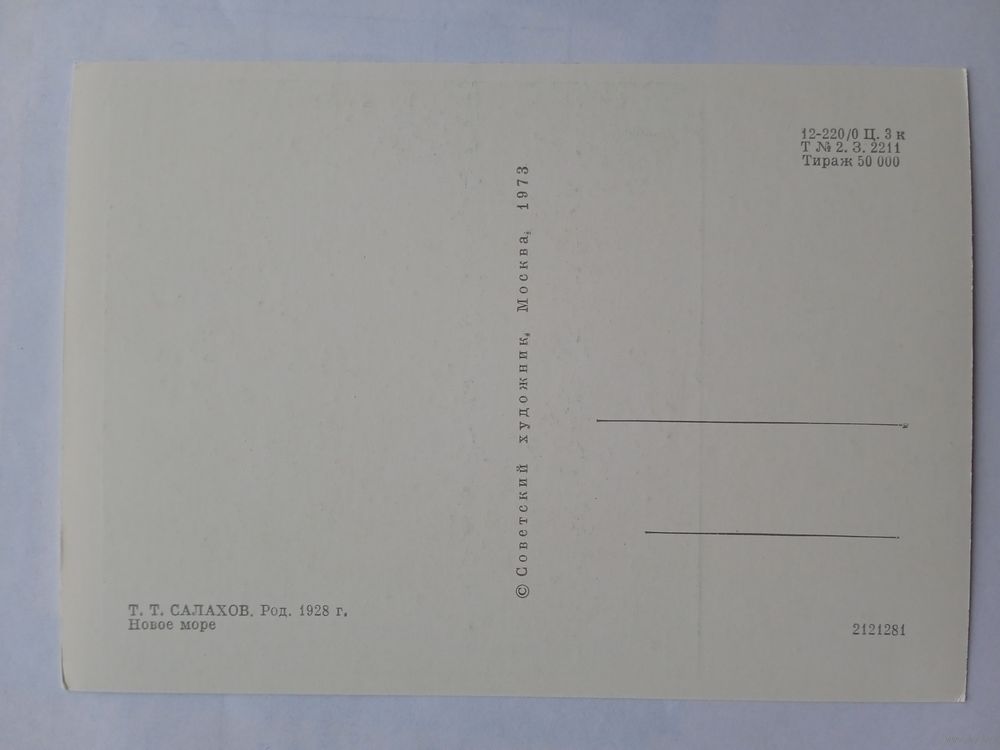 12-220/0 Ц. 3 к
Т № 2. З. 2211
Тираж 50 000
© Советский художник, Москва, 1973
Т. Т. САЛАХОВ. Род. 1928 г.
Новое море
2121281